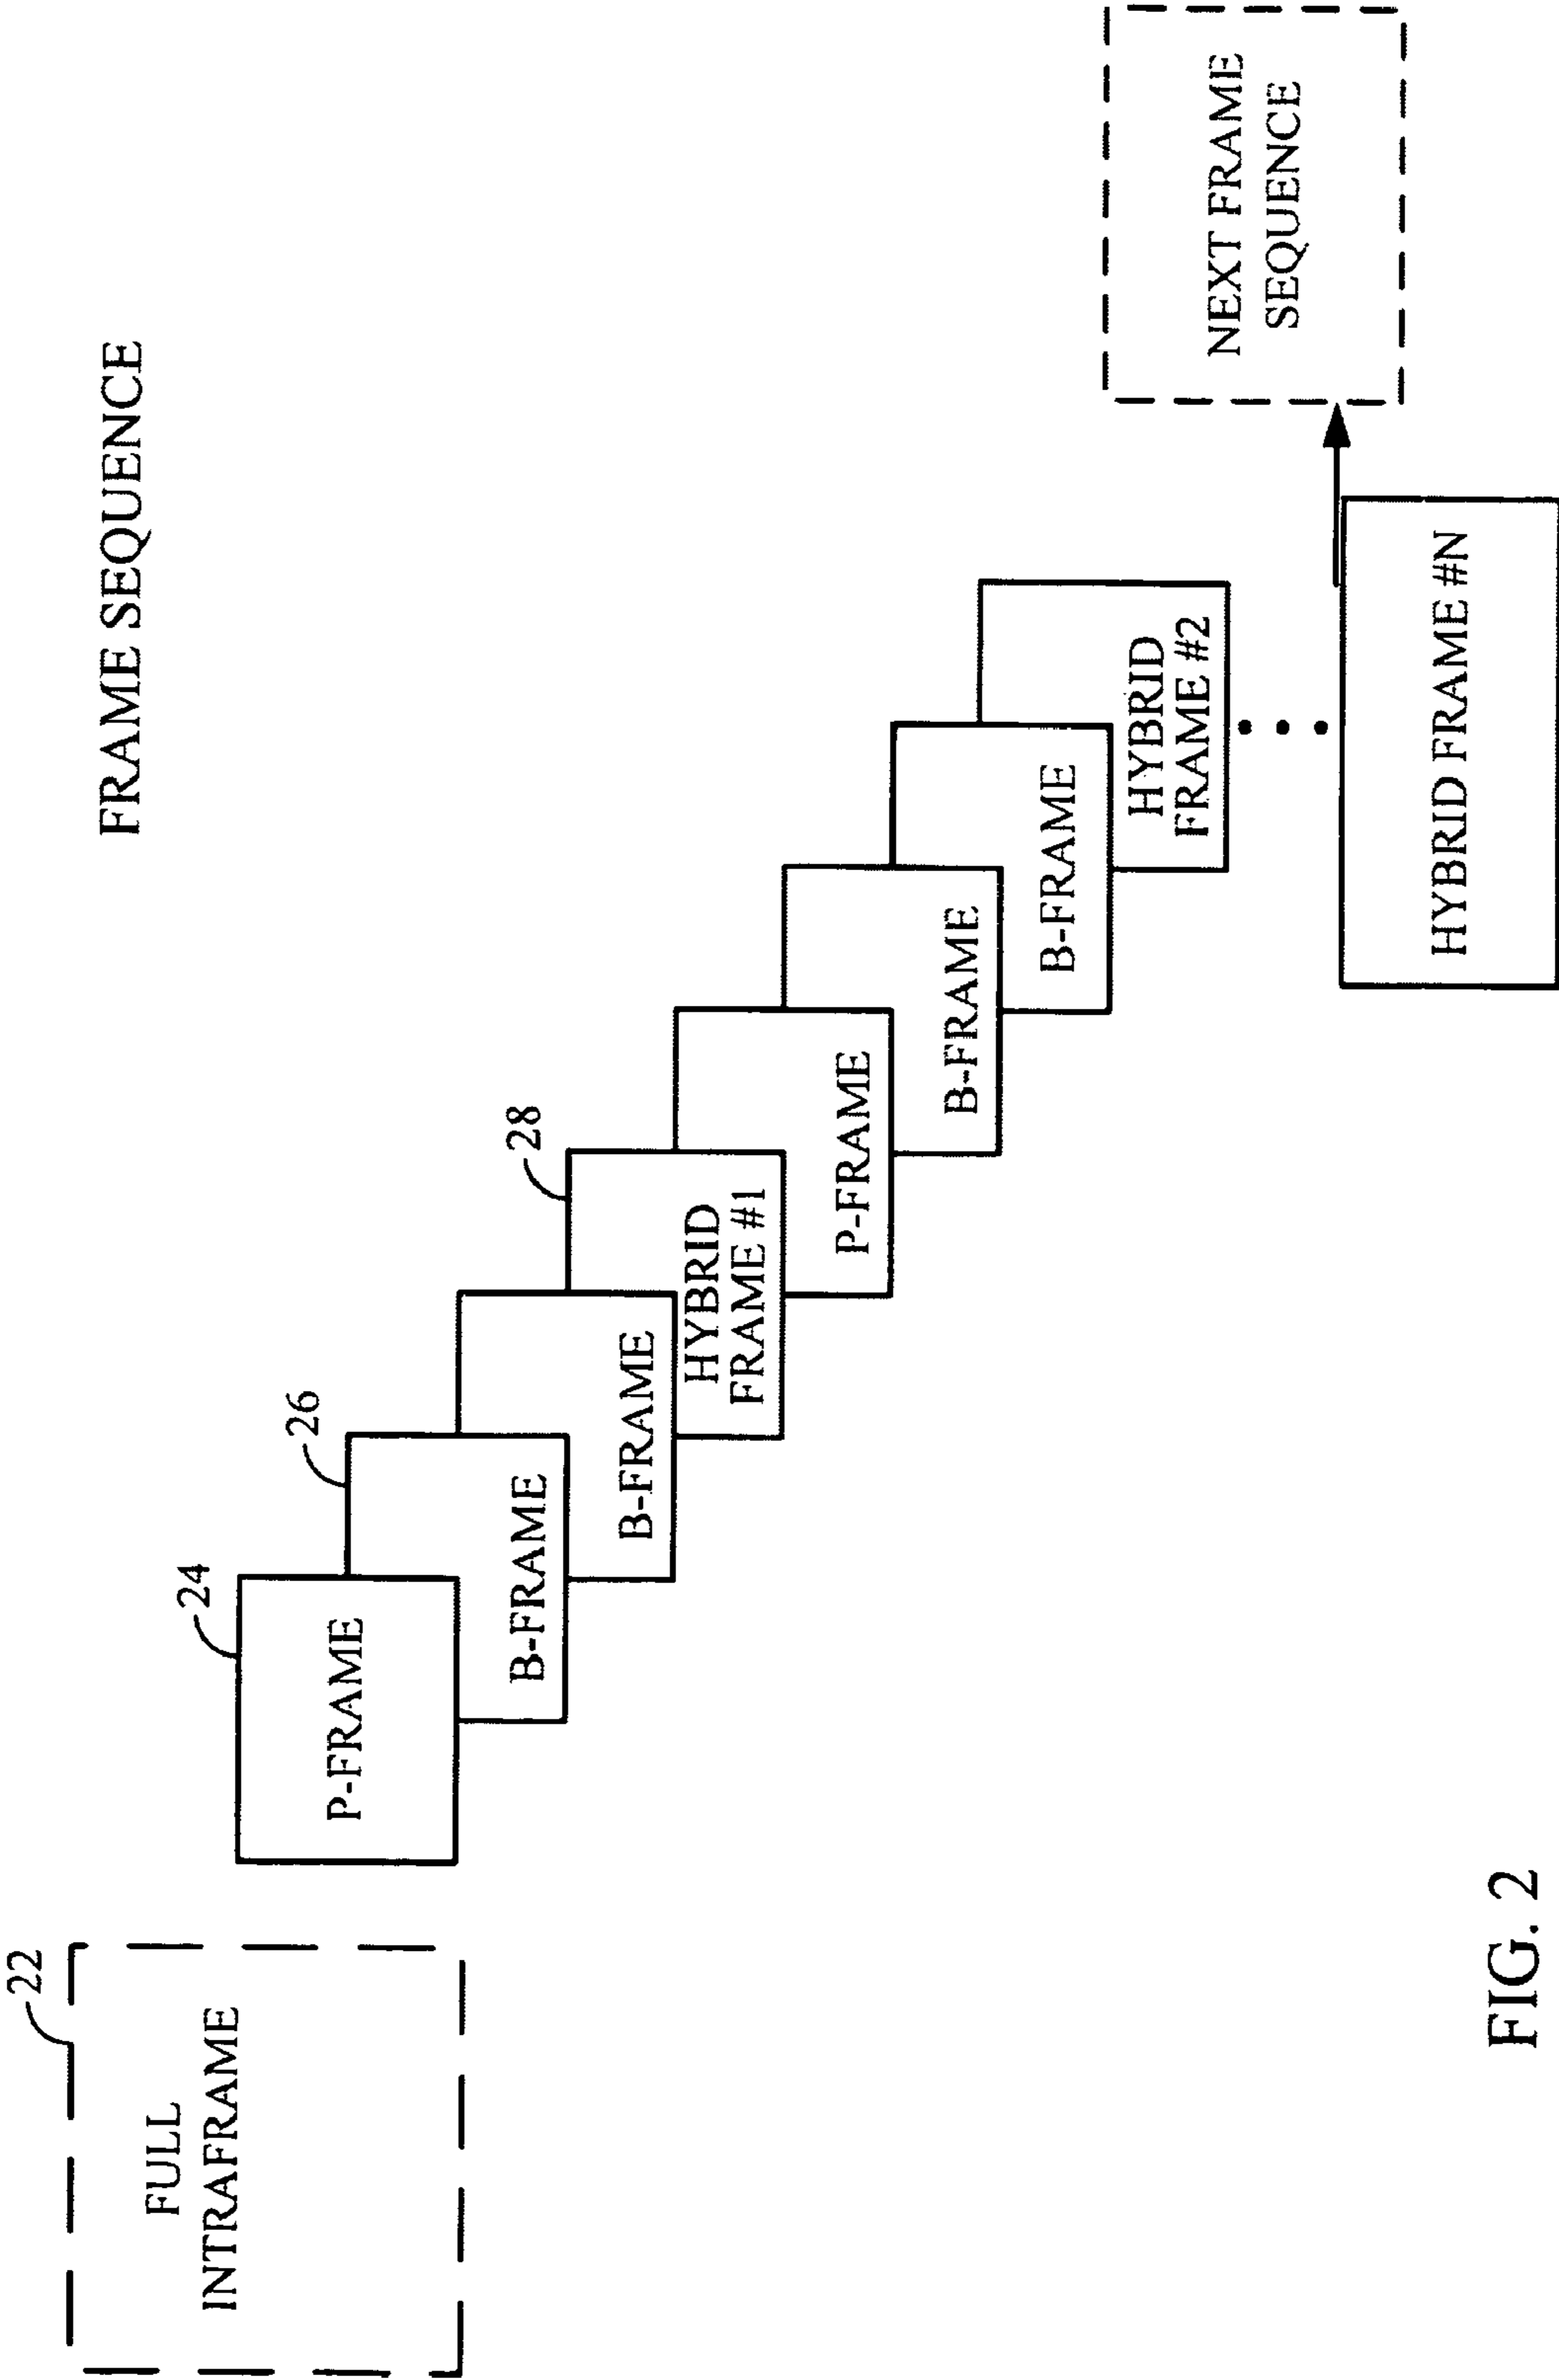 FRAME SEQUENCE
22
FULL
INTRAFRAME
24
P-FRAME
26
B-FRAME
B-FRAME
28
HYBRID
FRAME #1
P-FRAME
B-FRAME
B-FRAME
HYBRID
FRAME #2
HYBRID FRAME #N
NEXT FRAME
SEQUENCE
FIG. 2